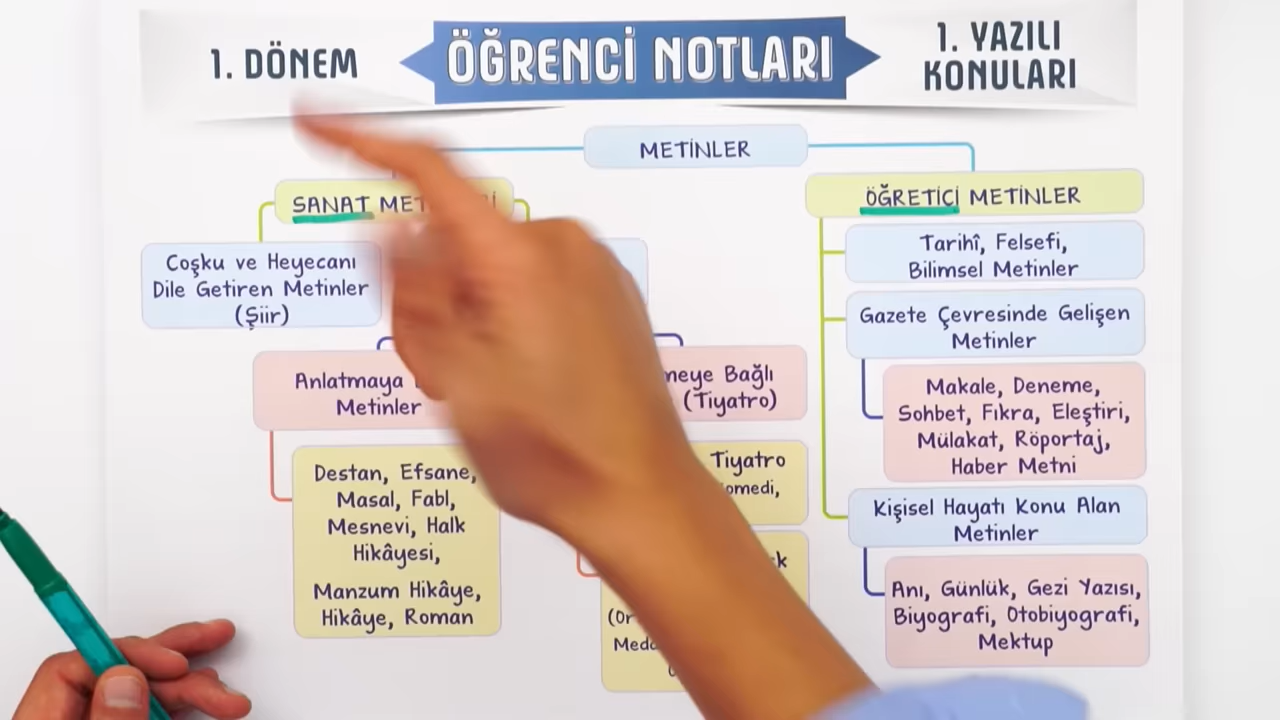 1. DÖNEM
ÖĞRENCİ NOTLARI
1. YAZILI
KONULARI
METİNLER
SANAT
ÖĞRETİCİ METİNLER
Coşku ve Heyecanı
Dile Getiren Metinler
(Şiir)
Tarihî, Felsefi,
Bilimsel Metinler
Gazete Çevresinde Gelişen
Metinler
Anlatmaya
Metinler
Bağlı
(Tiyatro)
Makale, Deneme,
Sohbet, Fıkra, Eleştiri,
Mülakat, Röportaj,
Haber Metni
Destan, Efsane,
Masal, Fabl,
Mesnevi, Halk
Hikâyesi,
Manzum Hikâye,
Hikâye, Roman
Tiyatro
Kişisel Hayatı Konu Alan
Metinler
Anı, Günlük, Gezi Yazısı,
Biyografi, Otobiyografi,
Mektup